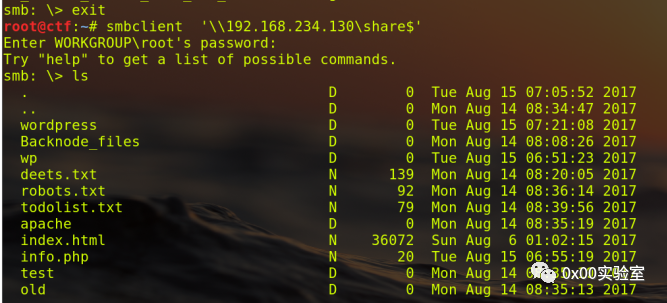 smb: \> exit
root@ctf:~# smbclient '\\192.168.234.130\share$'
Enter WORKGROUP\root's password:
Try "help" to get a list of possible commands.
smb: \> ls
. D 0 Tue Aug 15 07:05:52 2017
.. D 0 Mon Aug 14 08:34:47 2017
wordpress D 0 Tue Aug 15 07:21:08 2017
Backnode_files D 0 Mon Aug 14 08:08:26 2017
wp D 0 Tue Aug 15 06:51:23 2017
deets.txt N 139 Mon Aug 14 08:20:05 2017
robots.txt N 92 Mon Aug 14 08:36:14 2017
todolist.txt N 79 Mon Aug 14 08:39:56 2017
apache D 0 Mon Aug 14 08:35:19 2017
index.html N 36072 Sun Aug 6 01:02:15 2017
info.php N 20 Tue Aug 15 06:55:19 2017
test D 0 Mon Aug 14 2017
old D 0 Mon Aug 14 08:35:13 2017
0x00实验室